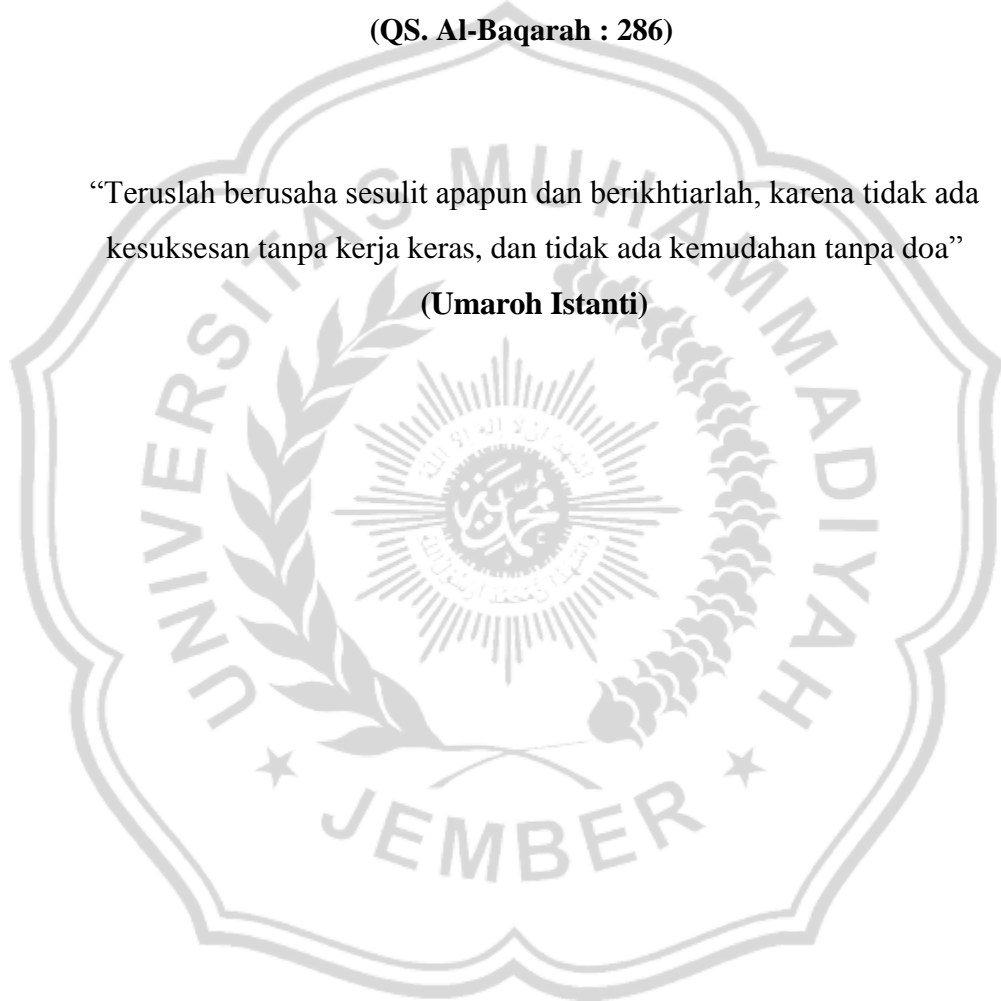 (QS. Al-Baqarah : 286)
“Teruslah berusaha sesulit apapun dan berikhtiarlah, karena tidak ada
kesuksesan tanpa kerja keras, dan tidak ada kemudahan tanpa doa”
(Umaroh Istanti)
UNIVERSITAS MUHAMMADIYAH
JEMBER